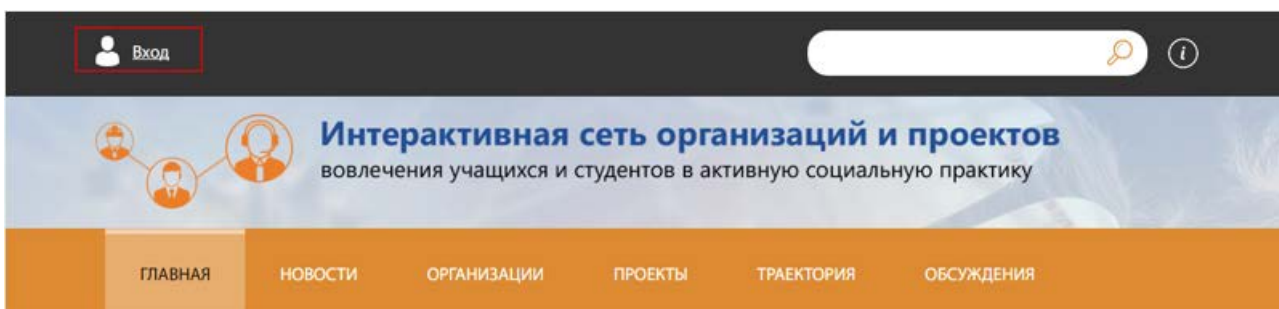 Вход
Интерактивная сеть организаций и проектов
вовлечения учащихся и студентов в активную социальную практику
ГЛАВНАЯ НОВОСТИ ОРГАНИЗАЦИИ ПРОЕКТЫ ТРАЕКТОРИЯ ОБСУЖДЕНИЯ